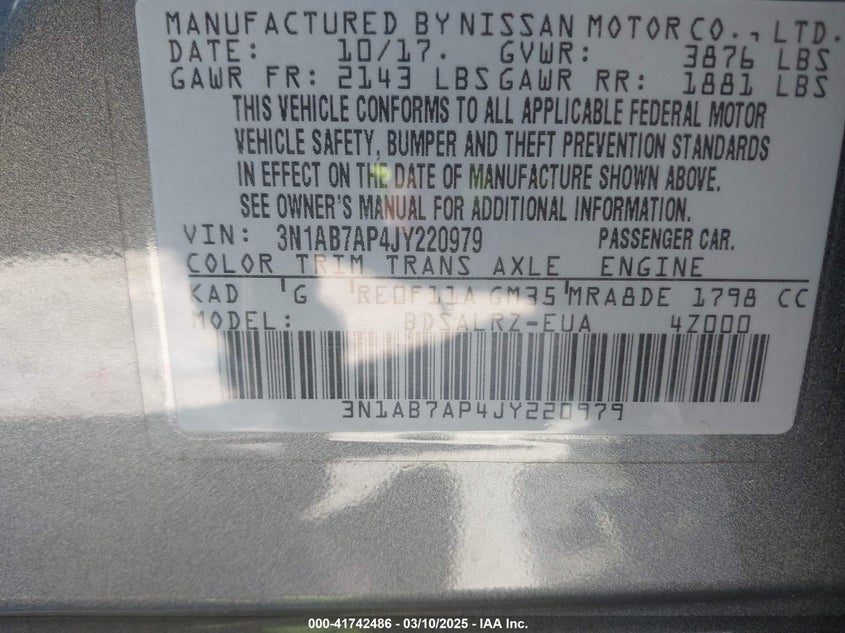 MANUFACTURED BY NISSAN MOTOR CO., LTD.
DATE: 10/17. GVWR: 3876 LBS
GAWR FR: 2143 LBS GAWR RR: 1881 LBS
THIS VEHICLE CONFORMS TO ALL APPLICABLE FEDERAL MOTOR
VEHICLE SAFETY, BUMPER AND THEFT PREVENTION STANDARDS
IN EFFECT ON THE DATE OF MANUFACTURE SHOWN ABOVE.
SEE OWNER'S MANUAL FOR ADDITIONAL INFORMATION.
VIN: 3N1AB7AP4JY220979 PASSENGER CAR.
COLOR TRIM TRANS AXLE ENGINE
KAD G RE0F11A GM35 MRA8DE 1798 CC
MODEL: BDSALRZ-EUA 4Z000
3N1AB7AP4JY220979
000-41742486 - 03/10/2025 - IAA Inc.